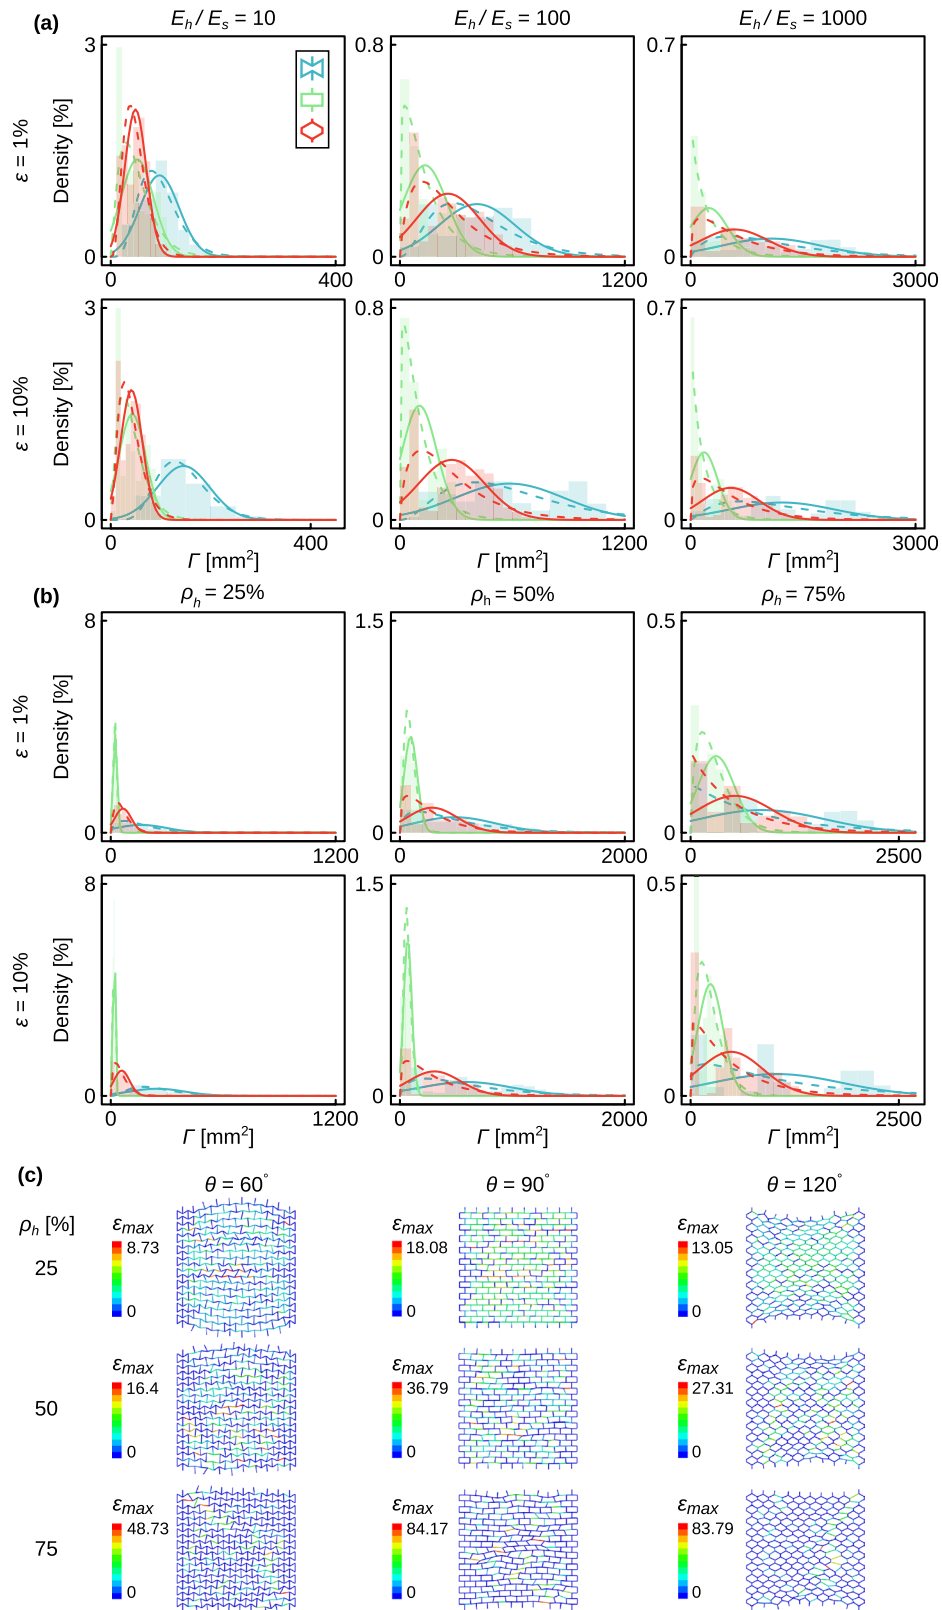 (a)
E_h / E_s = 10
E_h / E_s = 100
E_h / E_s = 1000
ε = 1%
Density [%]
3
0
0
400
0.8
0
0
1200
0.7
0
0
3000
ε = 10%
Density [%]
3
0
0
400
Γ [mm²]
0.8
0
0
1200
Γ [mm²]
0.7
0
0
3000
Γ [mm²]
(b)
ρ_h = 25%
ρ_h = 50%
ρ_h = 75%
ε = 1%
Density [%]
8
0
0
1200
1.5
0
0
2000
0.5
0
0
2500
ε = 10%
Density [%]
8
0
0
1200
Γ [mm²]
1.5
0
0
2000
Γ [mm²]
0.5
0
0
2500
Γ [mm²]
(c)
θ = 60°
θ = 90°
θ = 120°
ρ_h [%]
25
ε_max
8.73
0
ε_max
18.08
0
ε_max
13.05
0
50
ε_max
16.4
0
ε_max
36.79
0
ε_max
27.31
0
75
ε_max
48.73
0
ε_max
84.17
0
ε_max
83.79
0